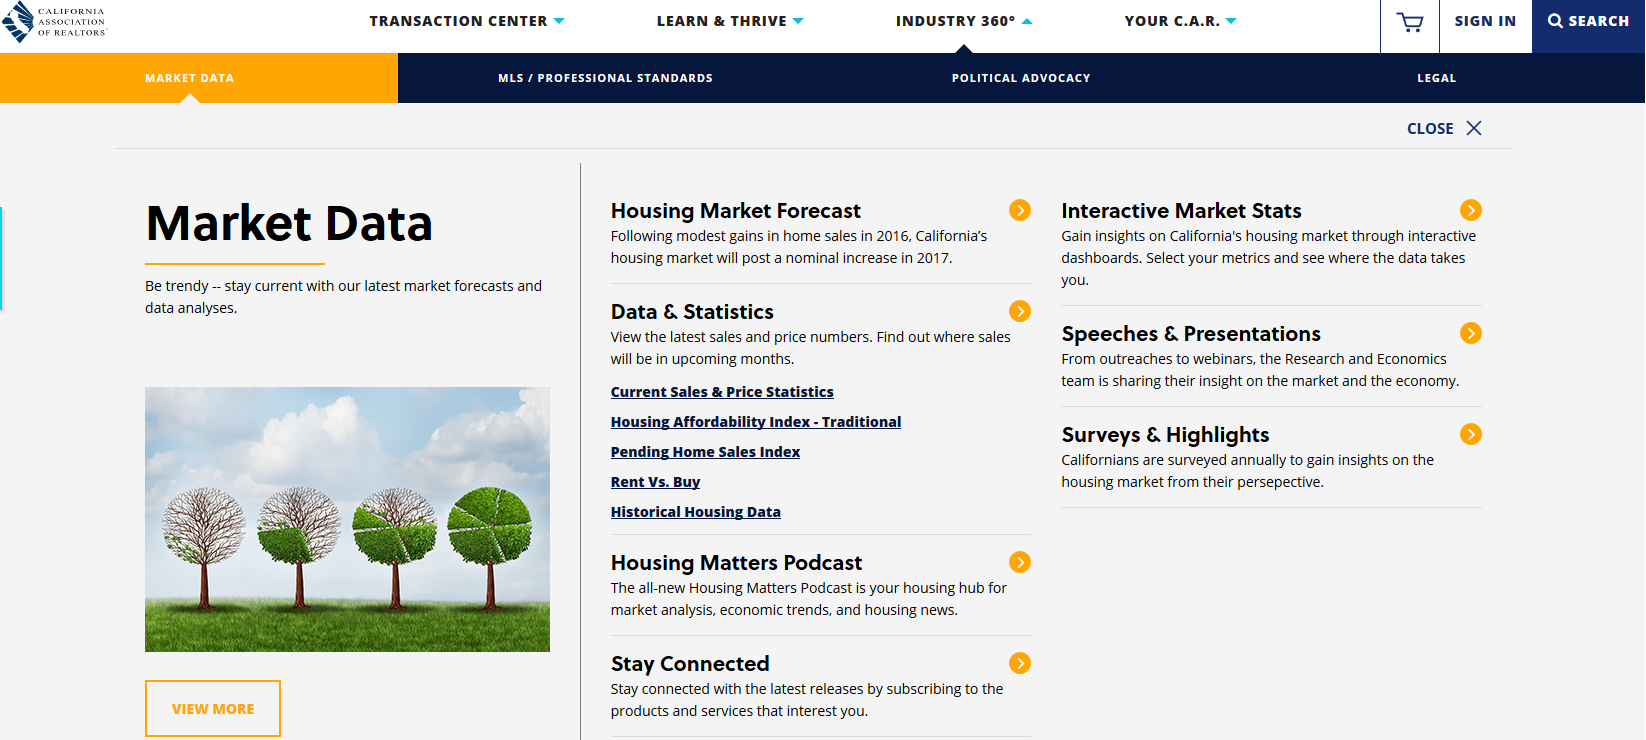 CALIFORNIA
ASSOCIATION
OF REALTORS®
TRANSACTION CENTER
LEARN & THRIVE
INDUSTRY 360°
YOUR C.A.R.
SIGN IN
SEARCH
MARKET DATA
MLS / PROFESSIONAL STANDARDS
POLITICAL ADVOCACY
LEGAL
CLOSE
Market Data
Be trendy -- stay current with our latest market forecasts and
data analyses.
VIEW MORE
Housing Market Forecast
Following modest gains in home sales in 2016, California’s
housing market will post a nominal increase in 2017.
Data & Statistics
View the latest sales and price numbers. Find out where sales
will be in upcoming months.
Current Sales & Price Statistics
Housing Affordability Index - Traditional
Pending Home Sales Index
Rent Vs. Buy
Historical Housing Data
Housing Matters Podcast
The all-new Housing Matters Podcast is your housing hub for
market analysis, economic trends, and housing news.
Stay Connected
Stay connected with the latest releases by subscribing to the
products and services that interest you.
Interactive Market Stats
Gain insights on California's housing market through interactive
dashboards. Select your metrics and see where the data takes
you.
Speeches & Presentations
From outreaches to webinars, the Research and Economics
team is sharing their insight on the market and the economy.
Surveys & Highlights
Californians are surveyed annually to gain insights on the
housing market from their persepective.